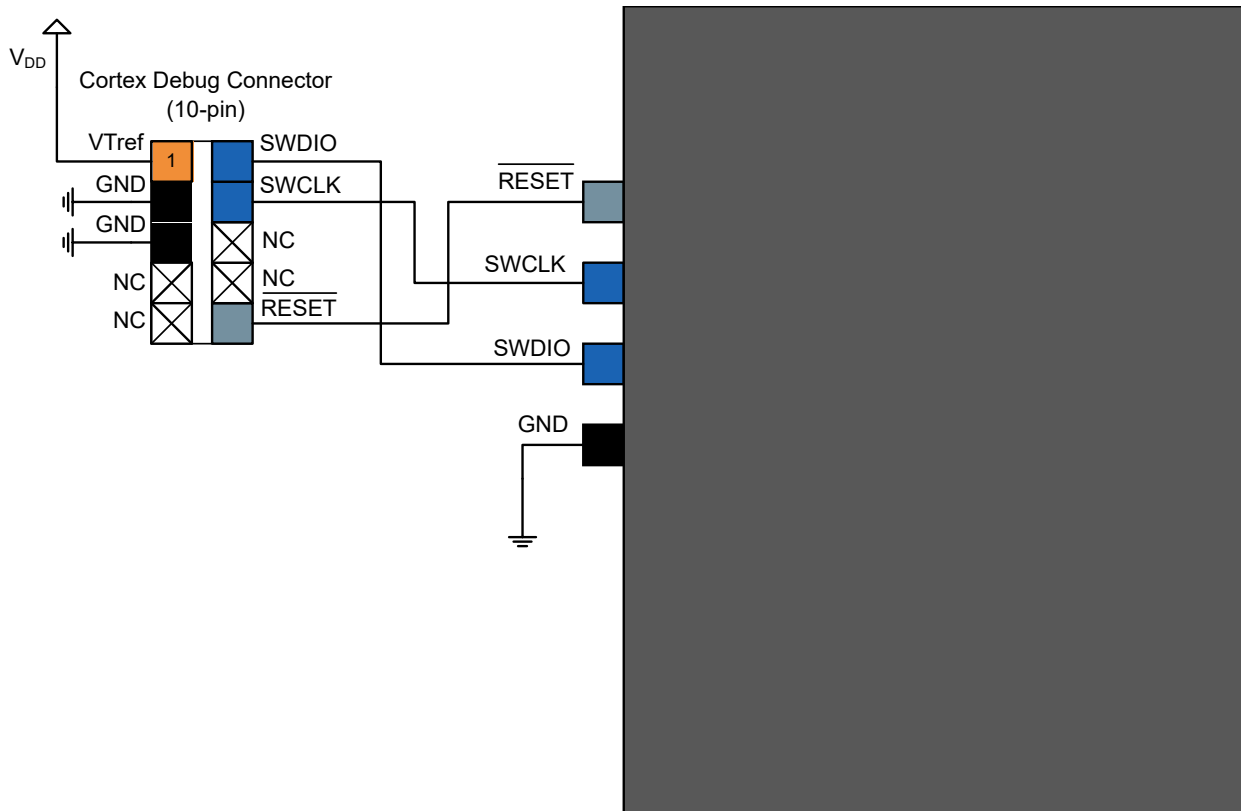 V_DD
Cortex Debug Connector
(10-pin)
VTref
1
SWDIO
GND
SWCLK
GND
NC
NC
NC
NC
RESET
RESET
SWCLK
SWDIO
GND